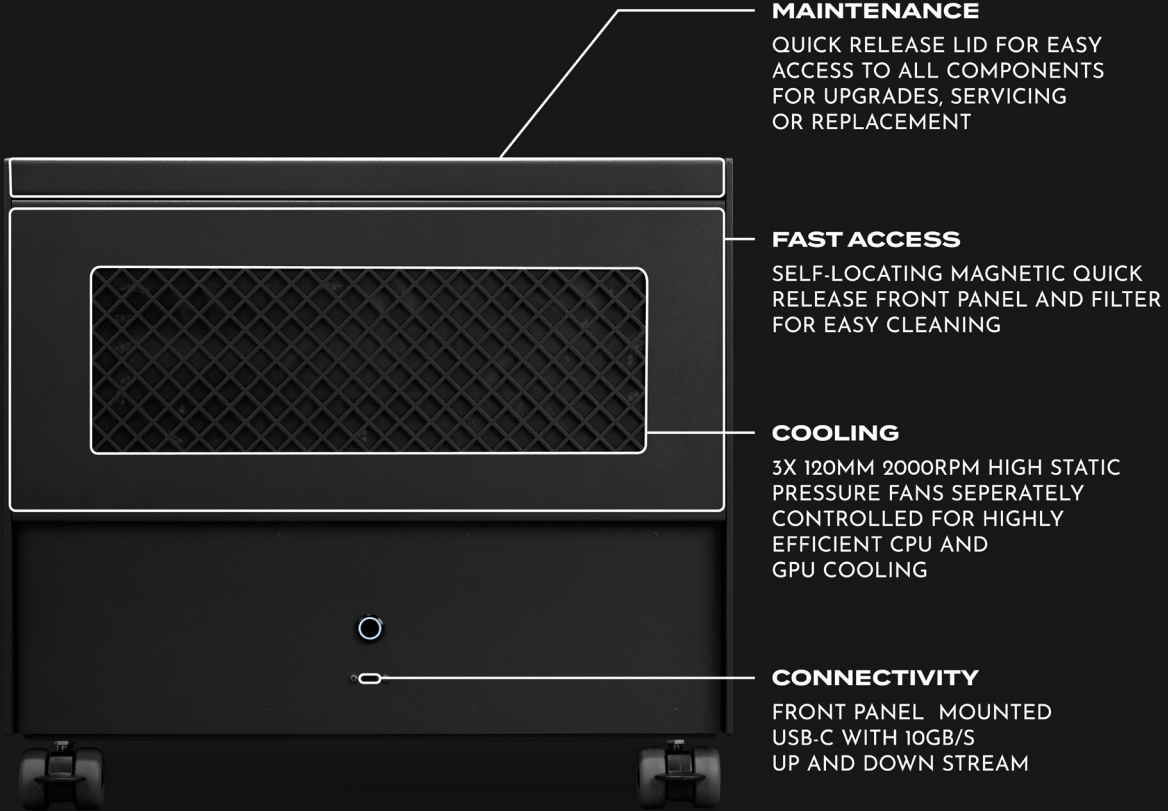 MAINTENANCE
QUICK RELEASE LID FOR EASY
ACCESS TO ALL COMPONENTS
FOR UPGRADES, SERVICING
OR REPLACEMENT
FAST ACCESS
SELF-LOCATING MAGNETIC QUICK
RELEASE FRONT PANEL AND FILTER
FOR EASY CLEANING
COOLING
3X 120MM 2000RPM HIGH STATIC
PRESSURE FANS SEPERATELY
CONTROLLED FOR HIGHLY
EFFICIENT CPU AND
GPU COOLING
CONNECTIVITY
FRONT PANEL MOUNTED
USB-C WITH 10GB/S
UP AND DOWN STREAM